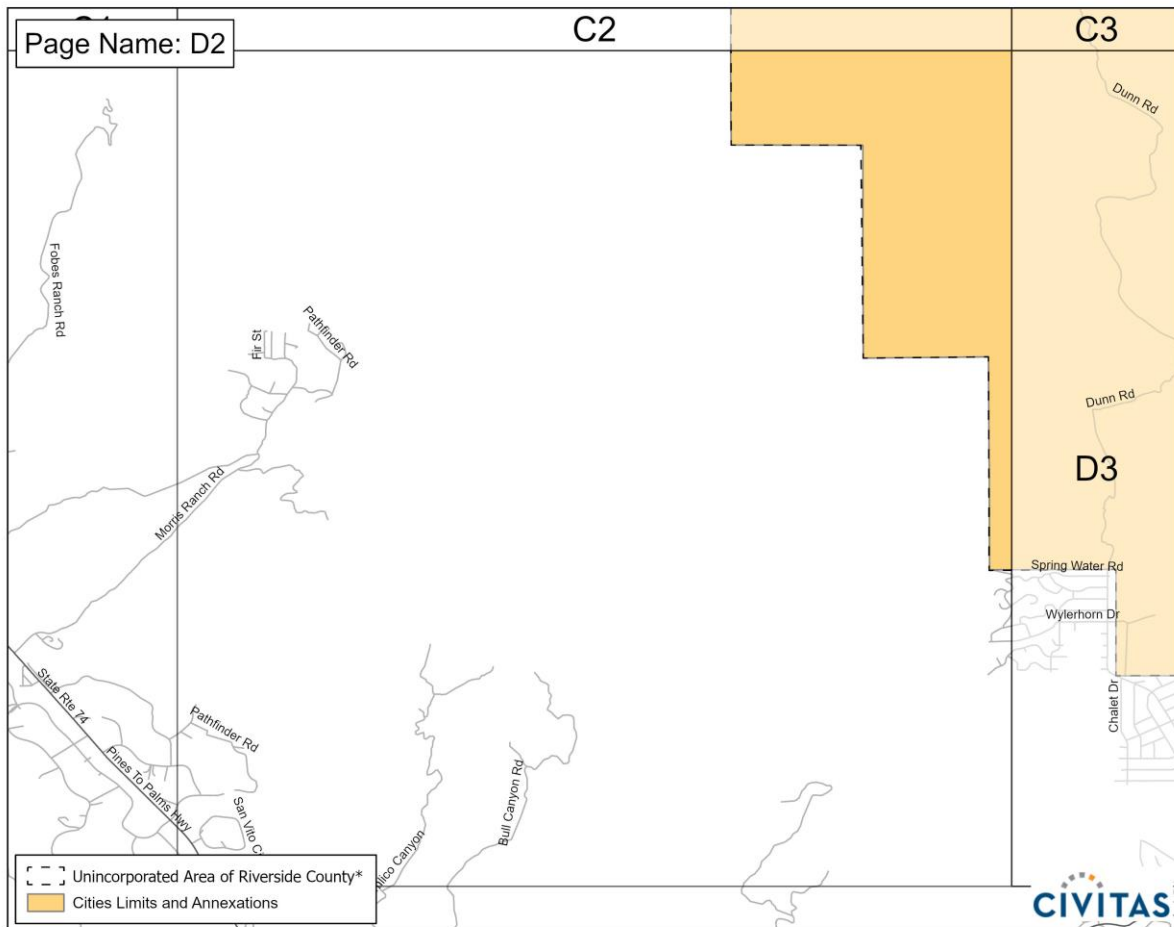 Page Name: D2
C2
C3
Dunn Rd
Fobes Ranch Rd
Pathfinder Rd
Fir St
Dunn Rd
D3
Morris Ranch Rd
Spring Water Rd
Wylerhorn Dr
State Rte 74
Chalet Dr
Pathfinder Rd
Pines To Palms Hwy
Bull Canyon Rd
San Vito
Canyon
Unincorporated Area of Riverside County*
Cities Limits and Annexations
CIVITAS